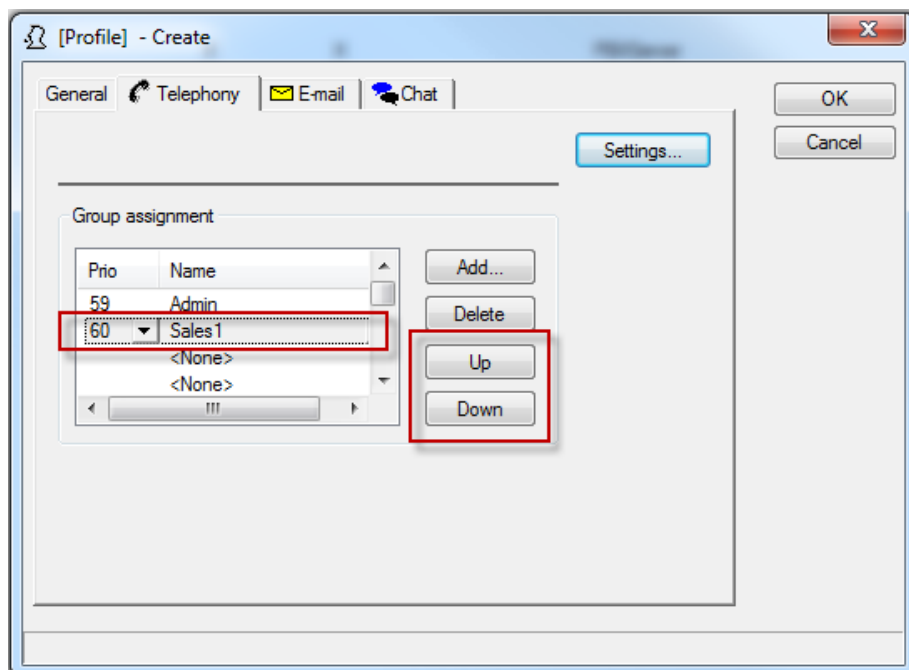 [Profile] - Create
General Telephony E-mail Chat
OK
Cancel
Settings...
Group assignment
Prio Name
59 Admin
60 Sales1
<None>
<None>
Add...
Delete
Up
Down